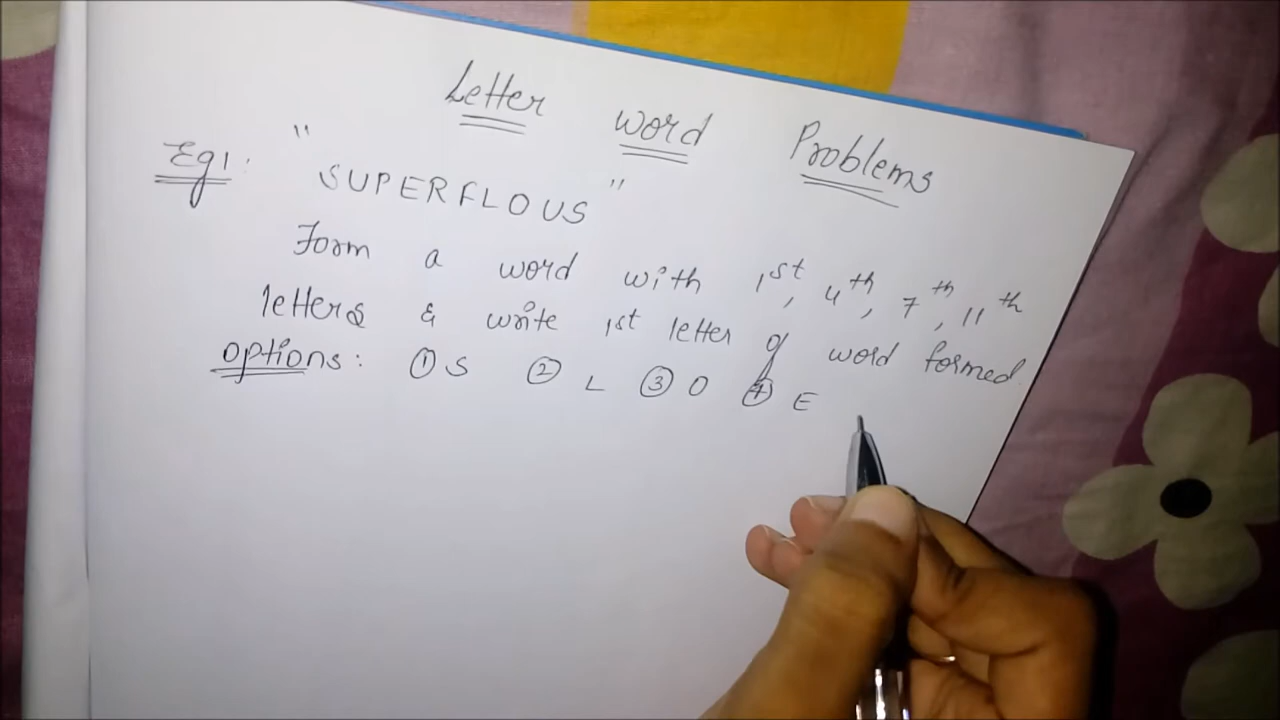 Letter word Problems
Eg1: "SUPERFLOUS"
Form a word with 1st, 4th, 7th, 11th
letters & write 1st letter of word formed.
options: ① S ② L ③ O ④ E